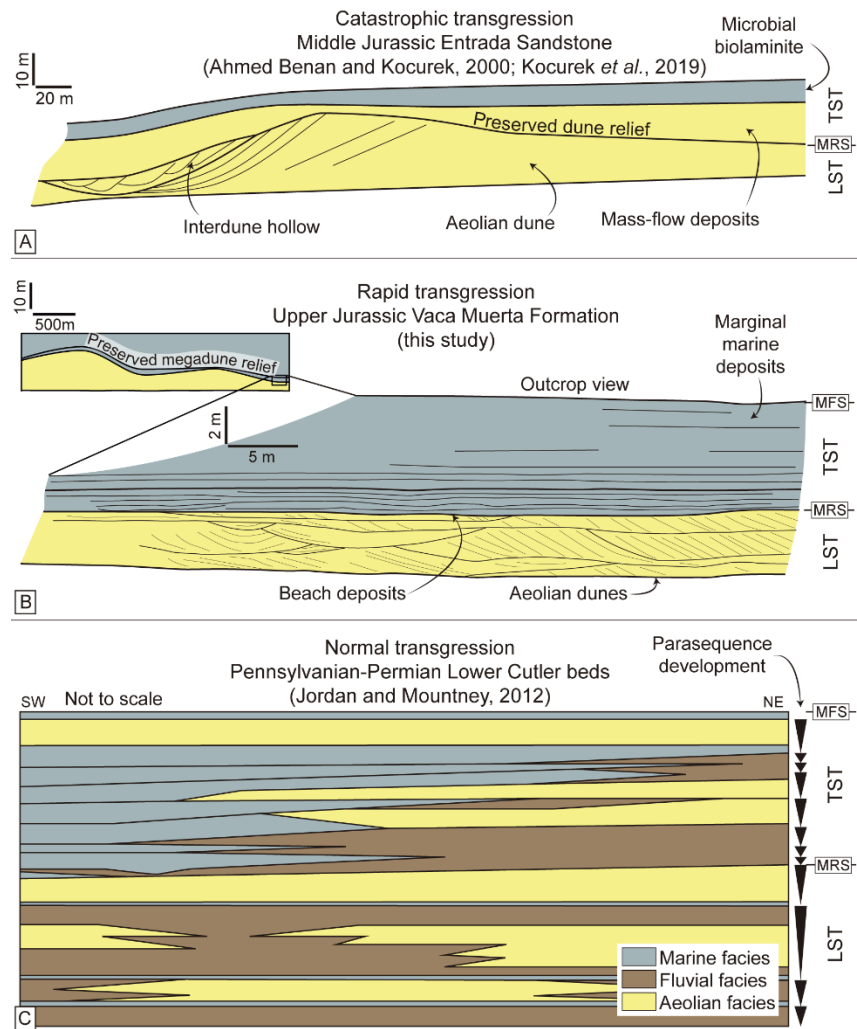 Catastrophic transgression
Middle Jurassic Entrada Sandstone
(Ahmed Benan and Kocurek, 2000; Kocurek et al., 2019)
Microbial
biolaminite
10 m
20 m
Preserved dune relief
TST
MRS
LST
Interdune hollow
Aeolian dune
Mass-flow deposits
A
Rapid transgression
Upper Jurassic Vaca Muerta Formation
(this study)
10 m
500m
Preserved megadune relief
Marginal
marine
deposits
Outcrop view
MFS
2 m
5 m
TST
MRS
LST
Beach deposits
Aeolian dunes
B
Normal transgression
Pennsylvanian-Permian Lower Cutler beds
(Jordan and Mountney, 2012)
Parasequence
development
SW
Not to scale
NE
MFS
TST
MRS
LST
Marine facies
Fluvial facies
Aeolian facies
C